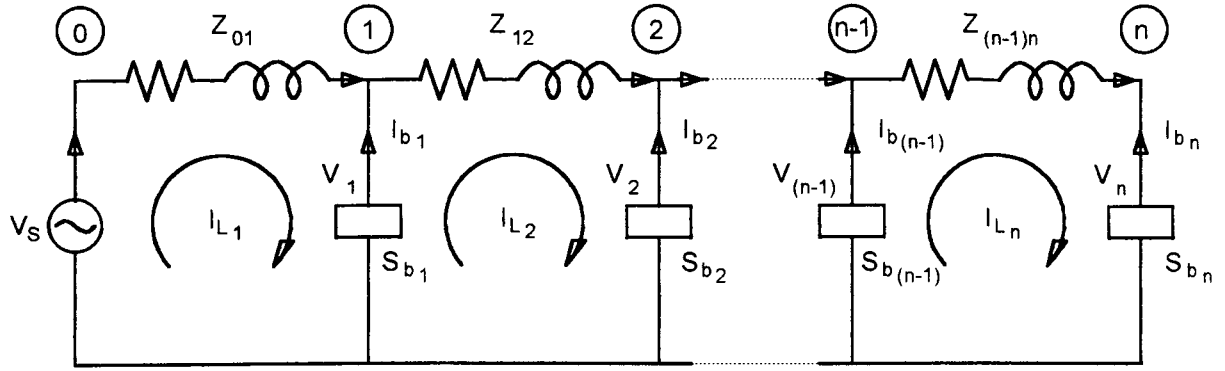 0 Z01 1 Z12 2 n-1 Z(n-1)n n
Ib1 Ib2 Ib(n-1) Ibn
V1 V2 V(n-1) Vn
VS IL1 IL2 ILn
Sb1 Sb2 Sb(n-1) Sbn